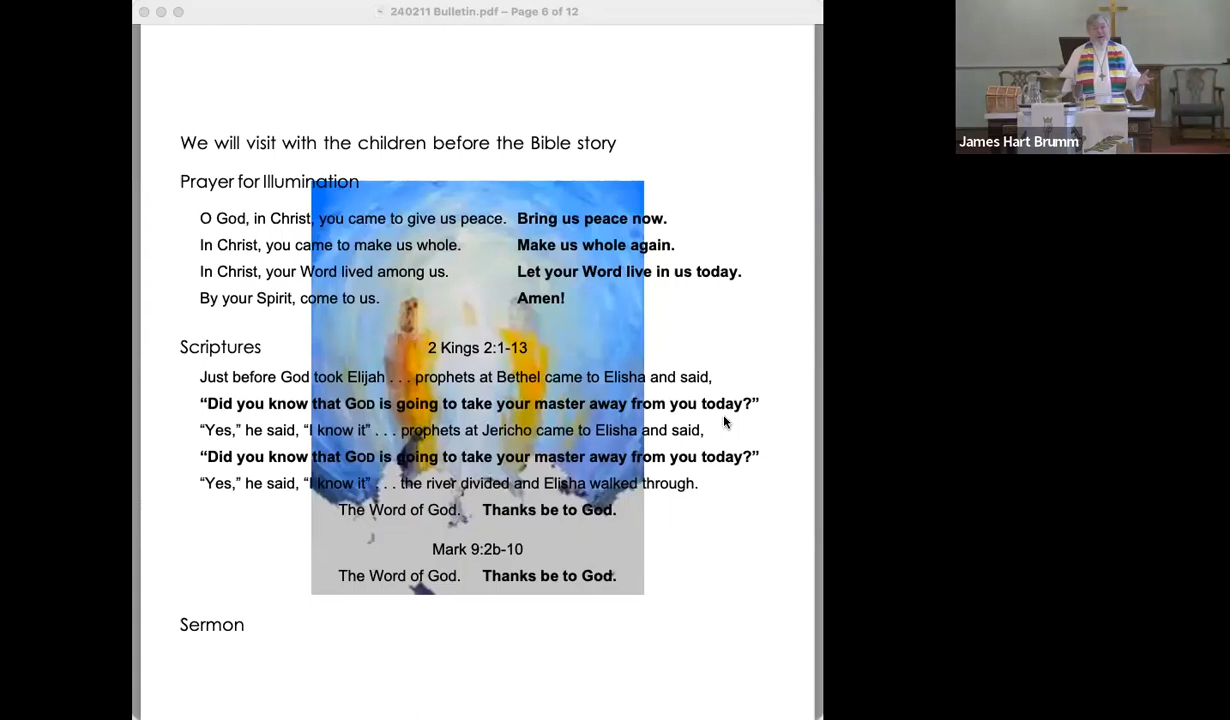 240211 Bulletin.pdf – Page 6 of 12
James Hart Brumm
We will visit with the children before the Bible story
Prayer for Illumination
O God, in Christ, you came to give us peace. Bring us peace now.
In Christ, you came to make us whole. Make us whole again.
In Christ, your Word lived among us. Let your Word live in us today.
By your Spirit, come to us. Amen!
Scriptures 2 Kings 2:1-13
Just before God took Elijah . . . prophets at Bethel came to Elisha and said,
“Did you know that GOD is going to take your master away from you today?”
“Yes,” he said, “I know it” . . . prophets at Jericho came to Elisha and said,
“Did you know that GOD is going to take your master away from you today?”
“Yes,” he said, “I know it” . . . the river divided and Elisha walked through.
The Word of God. Thanks be to God.
Mark 9:2b-10
The Word of God. Thanks be to God.
Sermon